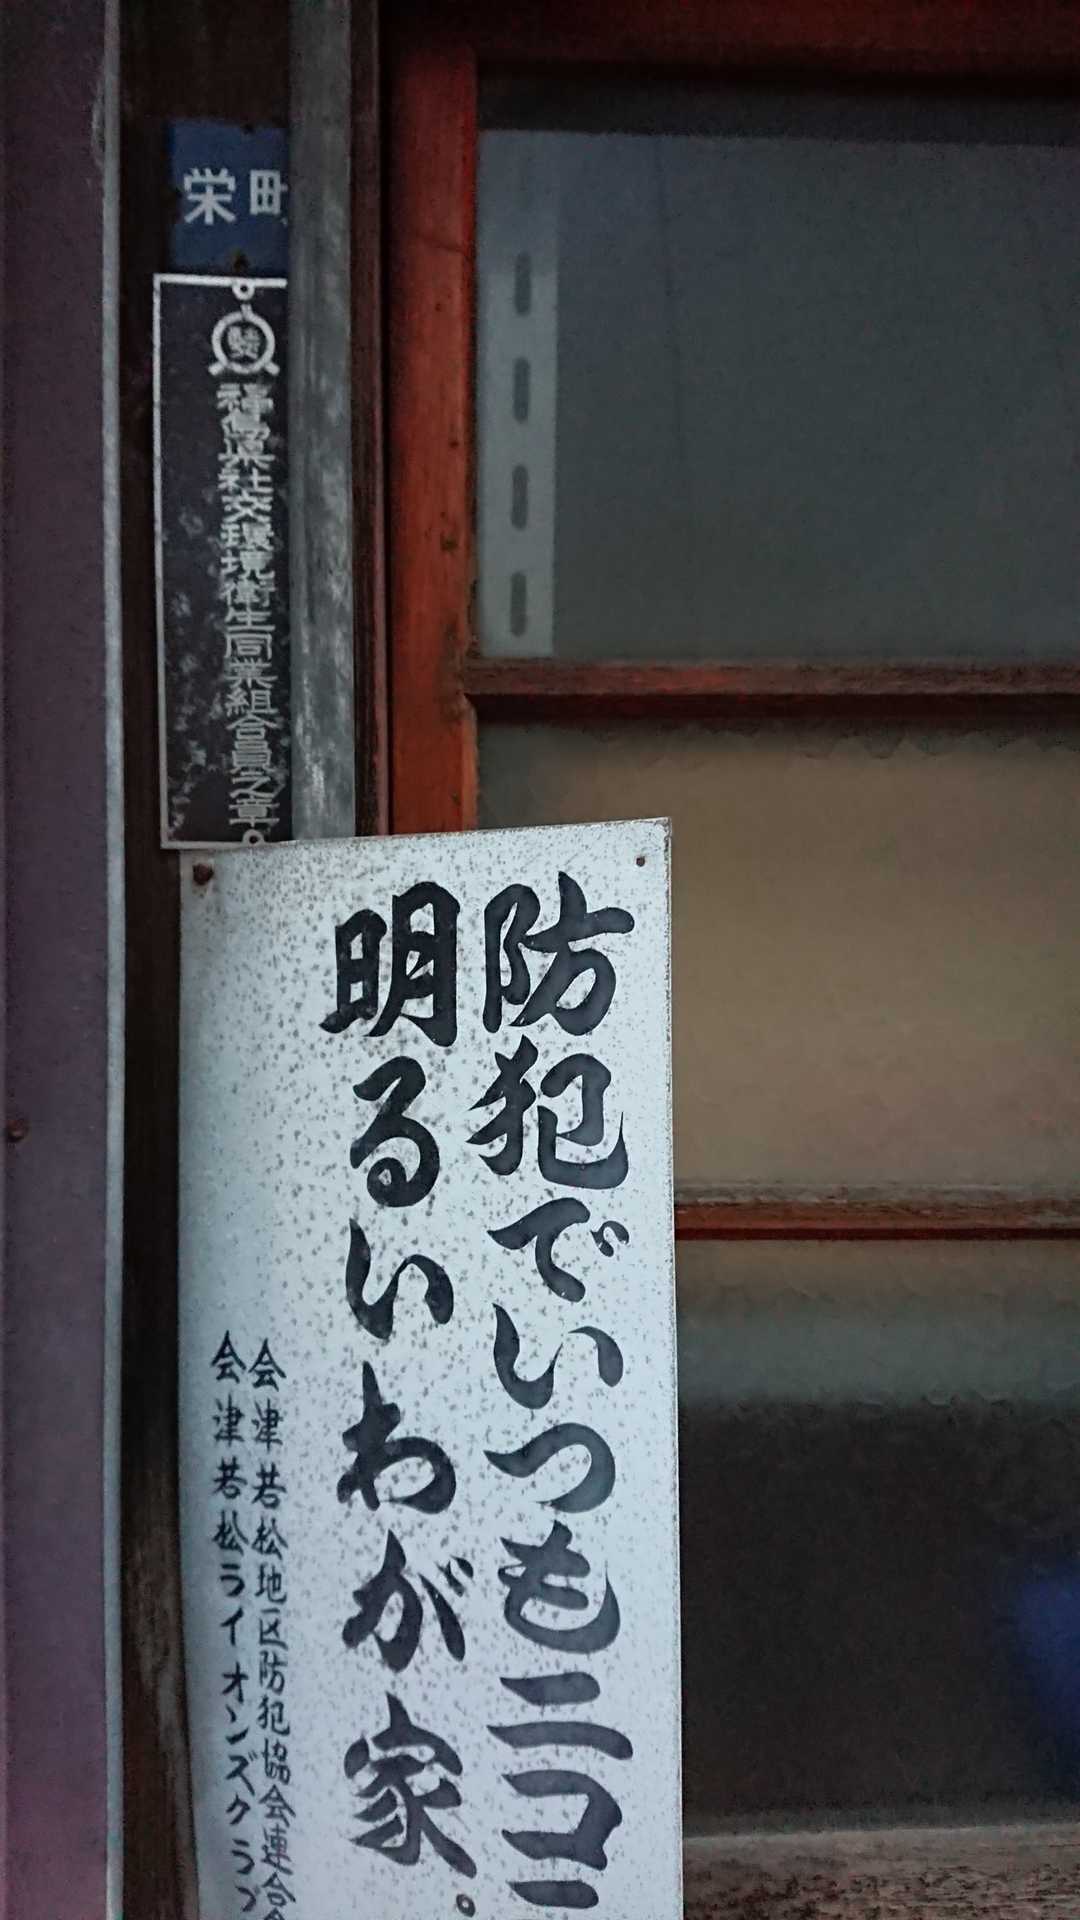 栄町
福島県社交環境衛生同業組合員之章
防犯でいつもニコニ
明るいわが家。
会津若松地区防犯協会連合会
会津若松ライオンズクラブ